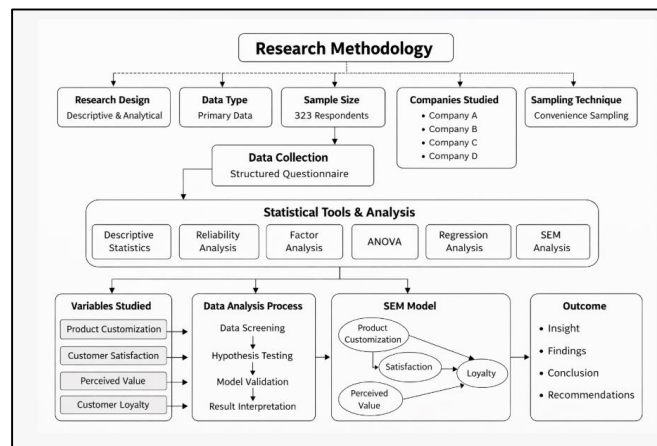 Research Methodology
Research Design
Descriptive & Analytical
Data Type
Primary Data
Sample Size
323 Respondents
Companies Studied
• Company A
• Company B
• Company C
• Company D
Sampling Technique
Convenience Sampling
Data Collection
Structured Questionnaire
Statistical Tools & Analysis
Descriptive
Statistics
Reliability
Analysis
Factor
Analysis
ANOVA
Regression
Analysis
SEM
Analysis
Variables Studied
Product Customization
Customer Satisfaction
Perceived Value
Customer Loyalty
Data Analysis Process
Data Screening
Hypothesis Testing
Model Validation
Result Interpretation
SEM Model
Product
Customization
Satisfaction
Loyalty
Perceived
Value
Outcome
• Insight
• Findings
• Conclusion
• Recommendations